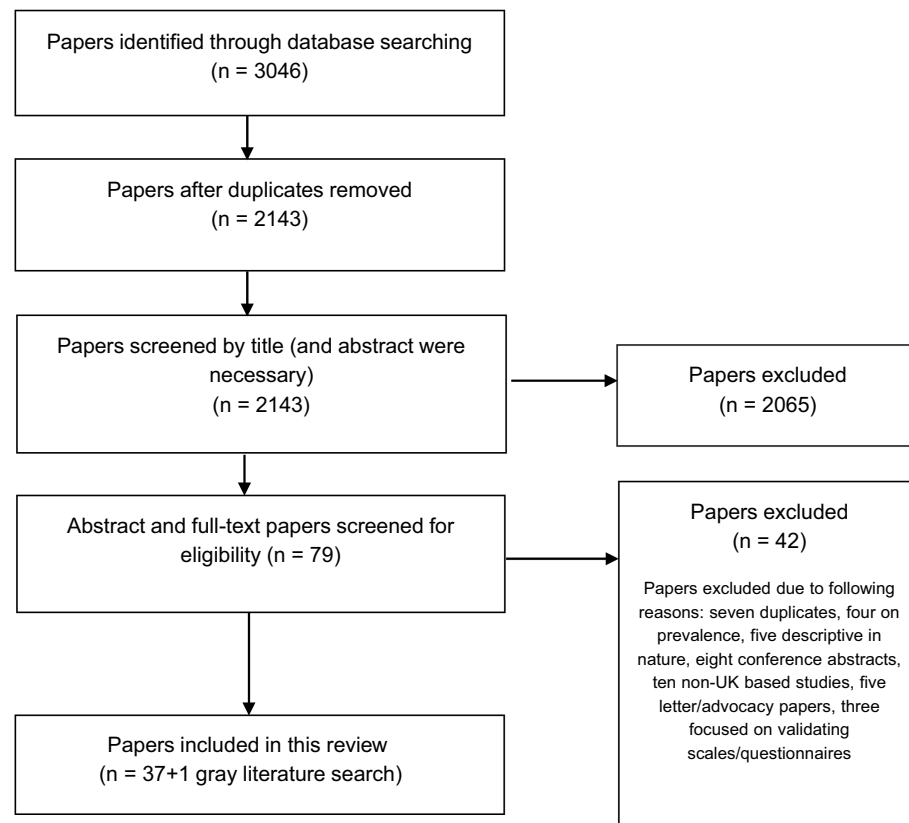 Papers identified through database searching
(n = 3046)
Papers after duplicates removed
(n = 2143)
Papers screened by title (and abstract were
necessary)
(n = 2143)
Papers excluded
(n = 2065)
Abstract and full-text papers screened for
eligibility (n = 79)
Papers excluded
(n = 42)
Papers excluded due to following
reasons: seven duplicates, four on
prevalence, five descriptive in
nature, eight conference abstracts,
ten non-UK based studies, five
letter/advocacy papers, three
focused on validating
scales/questionnaires
Papers included in this review
(n = 37+1 gray literature search)